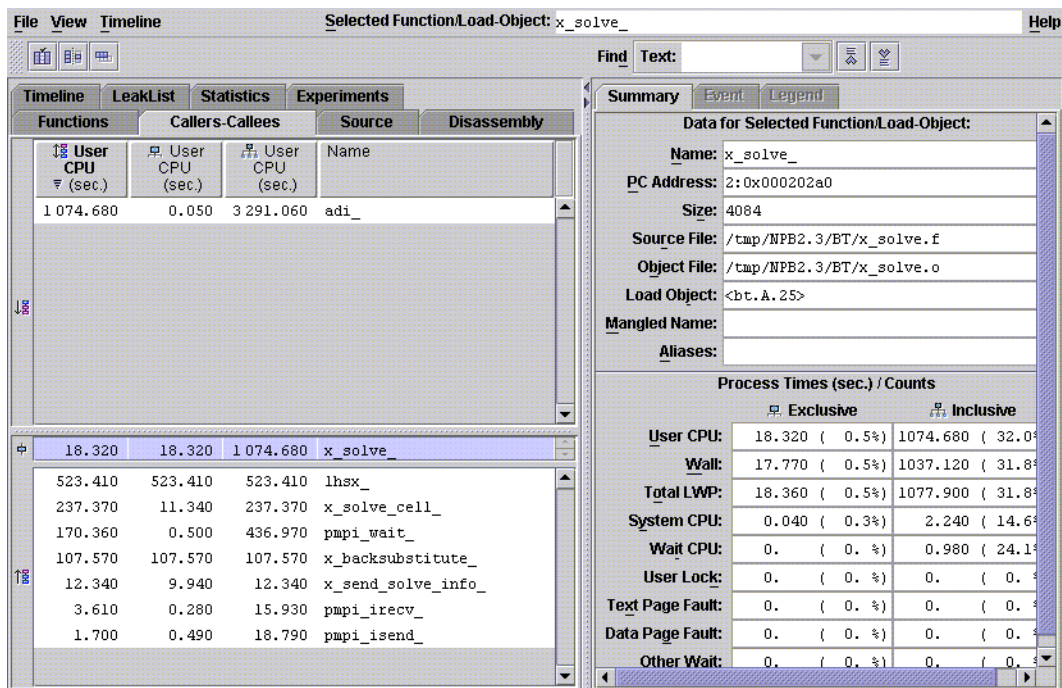 File View Timeline Selected Function/Load-Object: x_solve_ Help
Find Text:
Timeline LeakList Statistics Experiments
Functions Callers-Callees Source Disassembly
User CPU (sec.) User CPU (sec.) User CPU (sec.) Name
1 074.680 0.050 3 291.060 adi_
18.320 18.320 1 074.680 x_solve_
523.410 523.410 523.410 lhsx_
237.370 11.340 237.370 x_solve_cell_
170.360 0.500 436.970 pmpi_wait_
107.570 107.570 107.570 x_backsubstitute_
12.340 9.940 12.340 x_send_solve_info_
3.610 0.280 15.930 pmpi_irecv_
1.700 0.490 18.790 pmpi_isend_
Summary Event Legend
Data for Selected Function/Load-Object:
Name: x_solve_
PC Address: 2:0x000202a0
Size: 4084
Source File: /tmp/NPB2.3/BT/x_solve.f
Object File: /tmp/NPB2.3/BT/x_solve.o
Load Object: <bt.A.25>
Mangled Name:
Aliases:
Process Times (sec.) / Counts
Exclusive Inclusive
User CPU: 18.320 ( 0.5%) 1074.680 ( 32.0
Wall: 17.770 ( 0.5%) 1037.120 ( 31.8
Total LWP: 18.360 ( 0.5%) 1077.900 ( 31.8
System CPU: 0.040 ( 0.3%) 2.240 ( 14.6
Wait CPU: 0. ( 0. %) 0.980 ( 24.1
User Lock: 0. ( 0. %) 0. ( 0.
Text Page Fault: 0. ( 0. %) 0. ( 0.
Data Page Fault: 0. ( 0. %) 0. ( 0.
Other Wait: 0. ( 0. %) 0. ( 0.